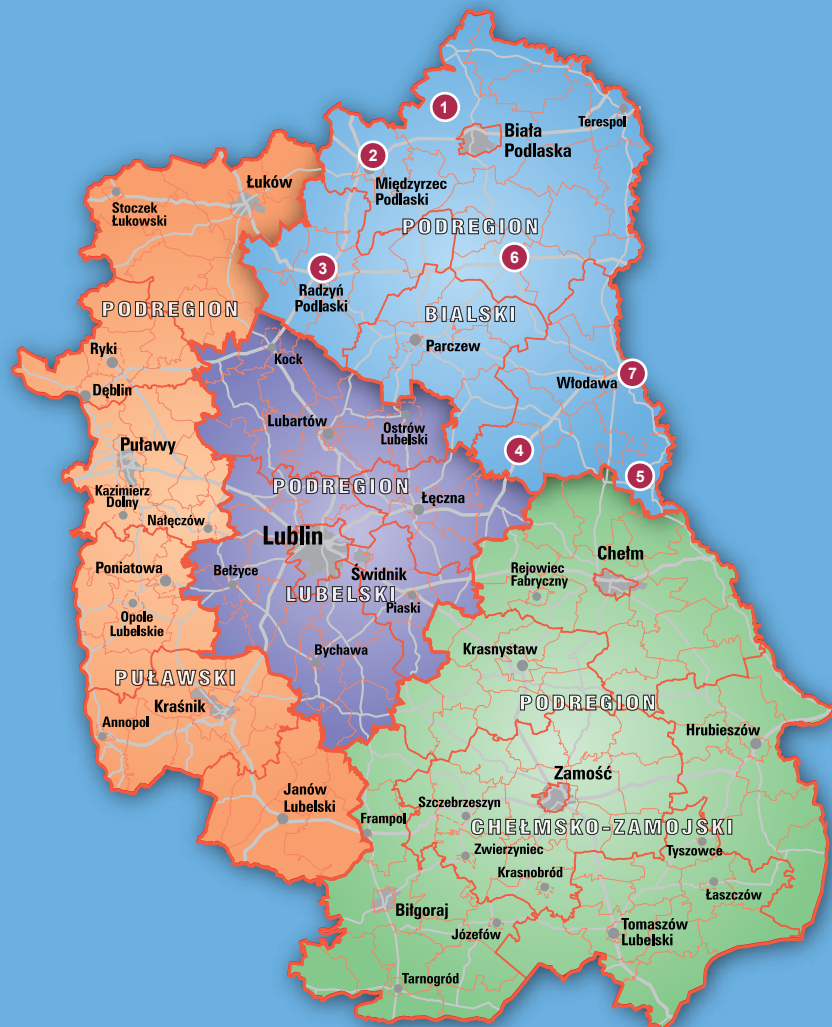 1
Biała
Podlaska
Terespol
2
Międzyrzec
Podlaski
Łuków
Stoczek
Łukowski
PODREGION
6
3
Radzyń
Podlaski
PODREGION
BIALSKI
Parczew
Ryki
Kock
Dęblin
Włodawa
7
Lubartów
Ostrów
Lubelski
4
Puławy
5
Kazimierz
Dolny
PODREGION
Łęczna
Nałęczów
Lublin
Chełm
Rejowiec
Fabryczny
Poniatowa
Bełżyce
Świdnik
LUBELSKI
Piaski
Opole
Lubelskie
Bychawa
Krasnystaw
PUŁAWSKI
Kraśnik
PODREGION
Annopol
Hrubieszów
Zamość
Janów
Lubelski
Szczebrzeszyn
Frampol
CHEŁMSKO-ZAMOJSKI
Zwierzyniec
Tyszowce
Krasnobród
Łaszczów
Biłgoraj
Józefów
Tomaszów
Lubelski
Tarnogród